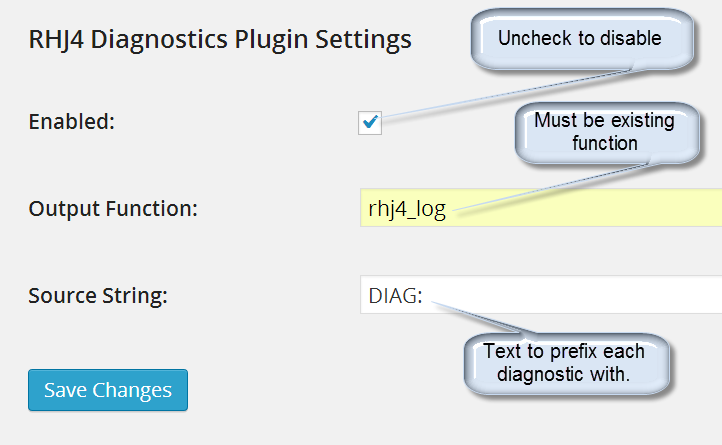 RHJ4 Diagnostics Plugin Settings
Uncheck to disable
Enabled:
Must be existing
function
Output Function:
rhj4_log
Source String:
DIAG:
Text to prefix each
diagnostic with.
Save Changes